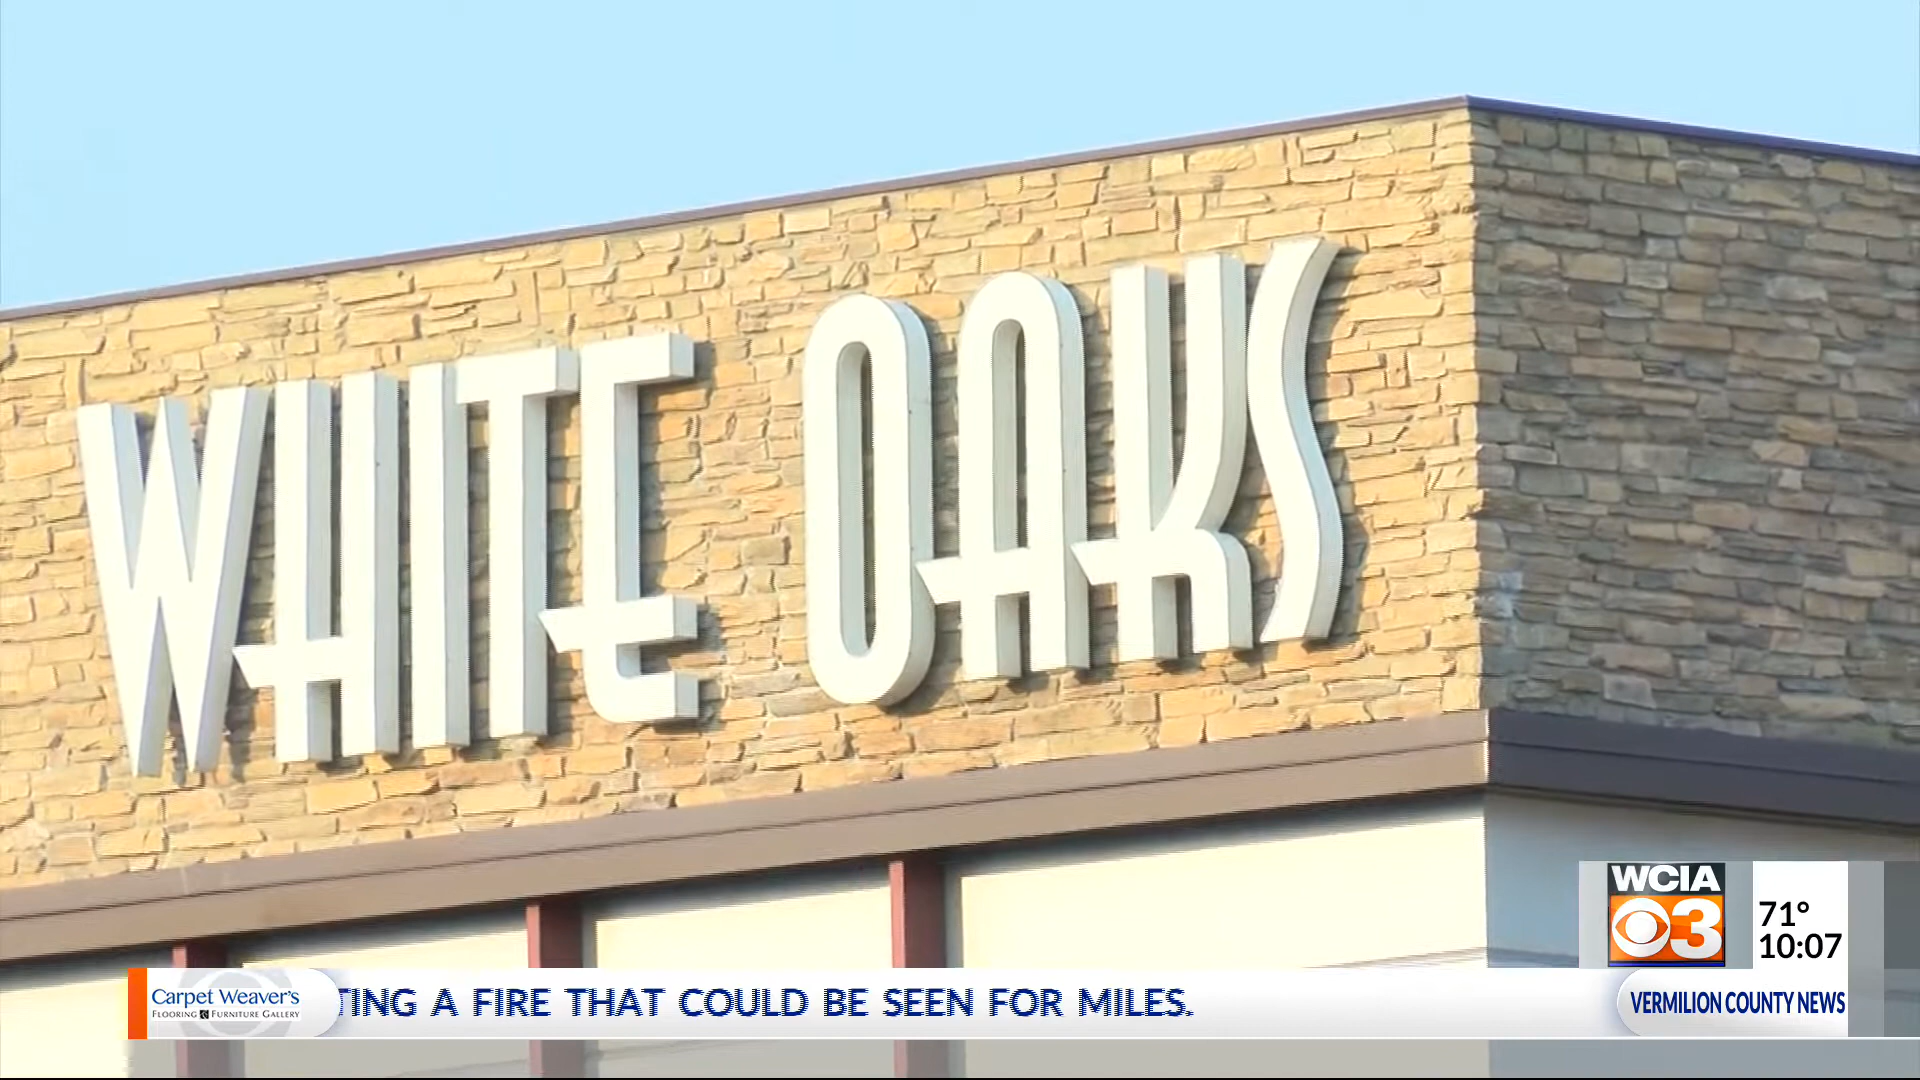 WHITE OAKS
WCIA
3
71°
10:07
Carpet Weaver's
FLOORING & FURNITURE GALLERY
TING A FIRE THAT COULD BE SEEN FOR MILES.
VERMILION COUNTY NEWS